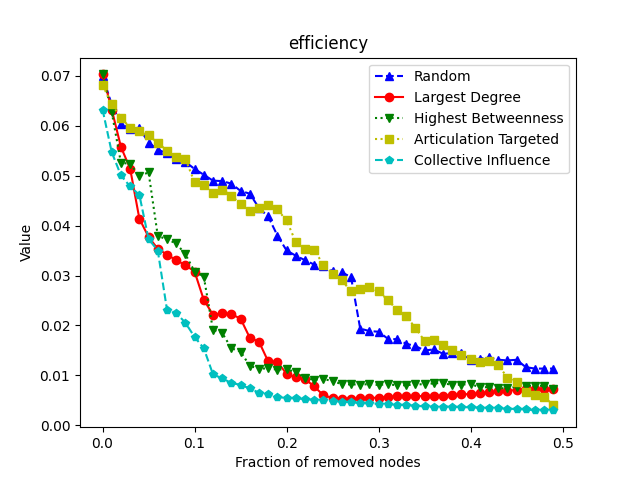 efficiency
Random
Largest Degree
Highest Betweenness
Articulation Targeted
Collective Influence
0.07
0.06
0.05
0.04
0.03
0.02
0.01
0.00
Value
0.0 0.1 0.2 0.3 0.4 0.5
Fraction of removed nodes